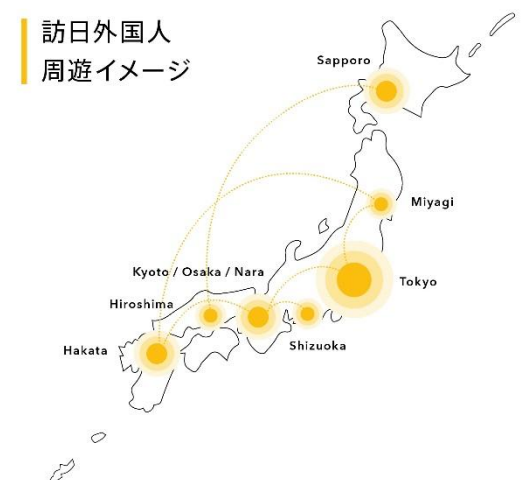 訪日外国人
周遊イメージ
Sapporo
Miyagi
Kyoto / Osaka / Nara
Tokyo
Hiroshima
Shizuoka
Hakata